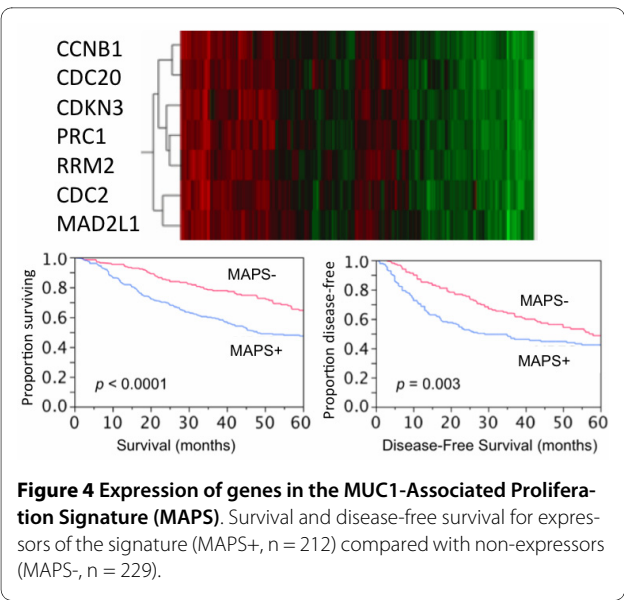 CCNB1
CDC20
CDKN3
PRC1
RRM2
CDC2
MAD2L1
Proportion surviving
1.0
0.8
0.6
0.4
0.2
0.0
MAPS-
MAPS+
p < 0.0001
0 10 20 30 40 50 60
Survival (months)
Proportion disease-free
1.0
0.8
0.6
0.4
0.2
0.0
MAPS-
MAPS+
p = 0.003
0 10 20 30 40 50 60
Disease-Free Survival (months)
Figure 4 Expression of genes in the MUC1-Associated Prolifera-
tion Signature (MAPS). Survival and disease-free survival for expres-
sors of the signature (MAPS+, n = 212) compared with non-expressors
(MAPS-, n = 229).